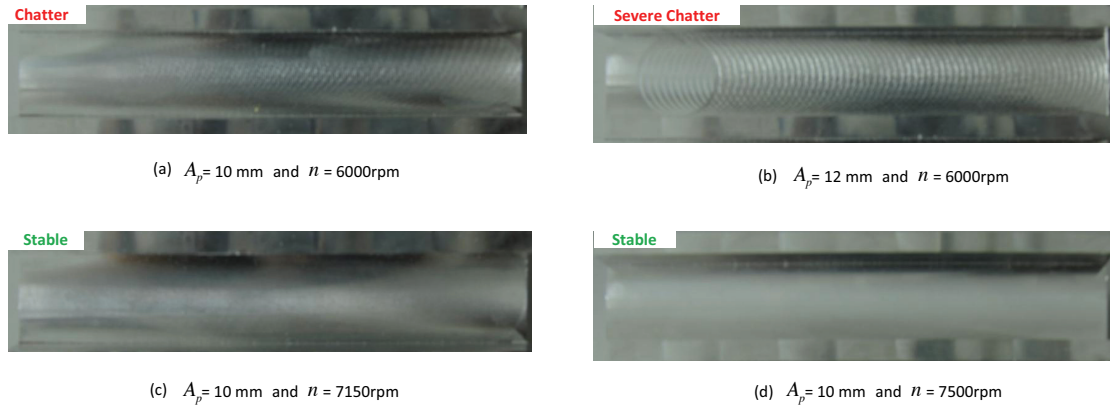 Chatter
Severe Chatter
(a) Ap= 10 mm and n = 6000rpm
(b) Ap= 12 mm and n = 6000rpm
Stable
Stable
(c) Ap= 10 mm and n = 7150rpm
(d) Ap= 10 mm and n = 7500rpm